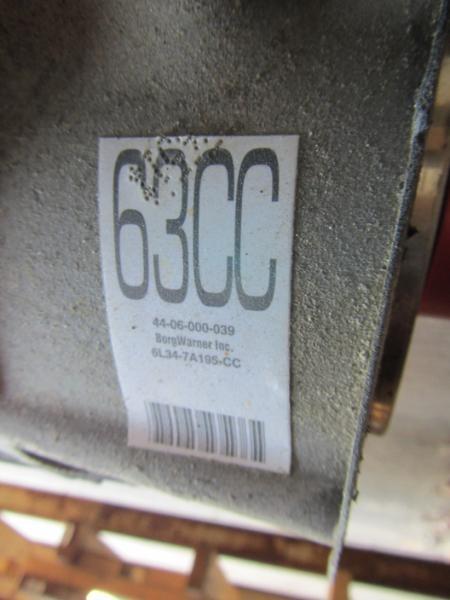 63CC
44-06-000-039
BorgWarner Inc.
6L34-7A195-CC